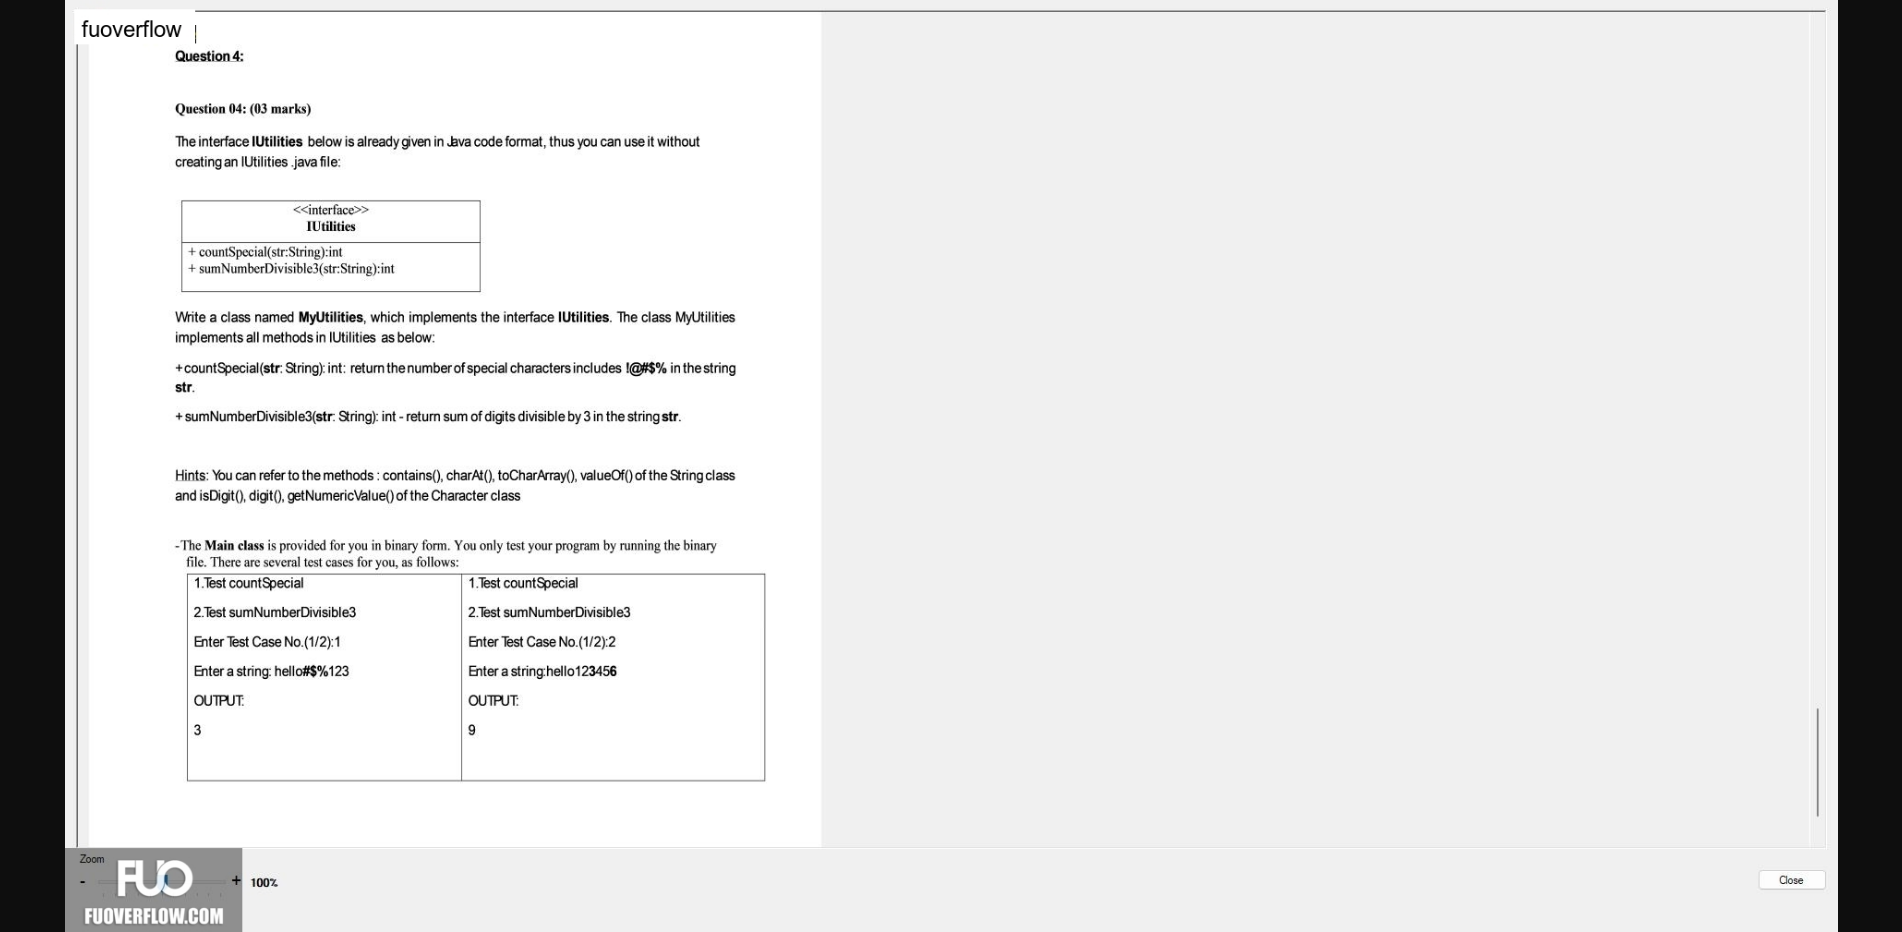 fuoverflow
Question 4:
Question 04: (03 marks)
The interface IUtilities below is already given in Java code format, thus you can use it without
creating an IUtilities .java file:
<<interface>>
IUtilities
+ countSpecial(str:String):int
+ sumNumberDivisible3(str:String):int
Write a class named MyUtilities, which implements the interface IUtilities. The class MyUtilities
implements all methods in IUtilities as below:
+ countSpecial(str: String): int: return the number of special characters includes !@#$% in the string
str.
+ sumNumberDivisible3(str: String): int - return sum of digits divisible by 3 in the string str.
Hints: You can refer to the methods : contains(), charAt(), toCharArray(), valueOf() of the String class
and isDigit(), digit(), getNumericValue() of the Character class
-The Main class is provided for you in binary form. You only test your program by running the binary
file. There are several test cases for you, as follows:
1.Test countSpecial
2.Test sumNumberDivisible3
Enter Test Case No.(1/2):1
Enter a string: hello#$%123
OUTPUT:
3
1.Test countSpecial
2.Test sumNumberDivisible3
Enter Test Case No.(1/2):2
Enter a string:hello123456
OUTPUT:
9
Zoom
- + 100%
FUO
FUOVERFLOW.COM
Close